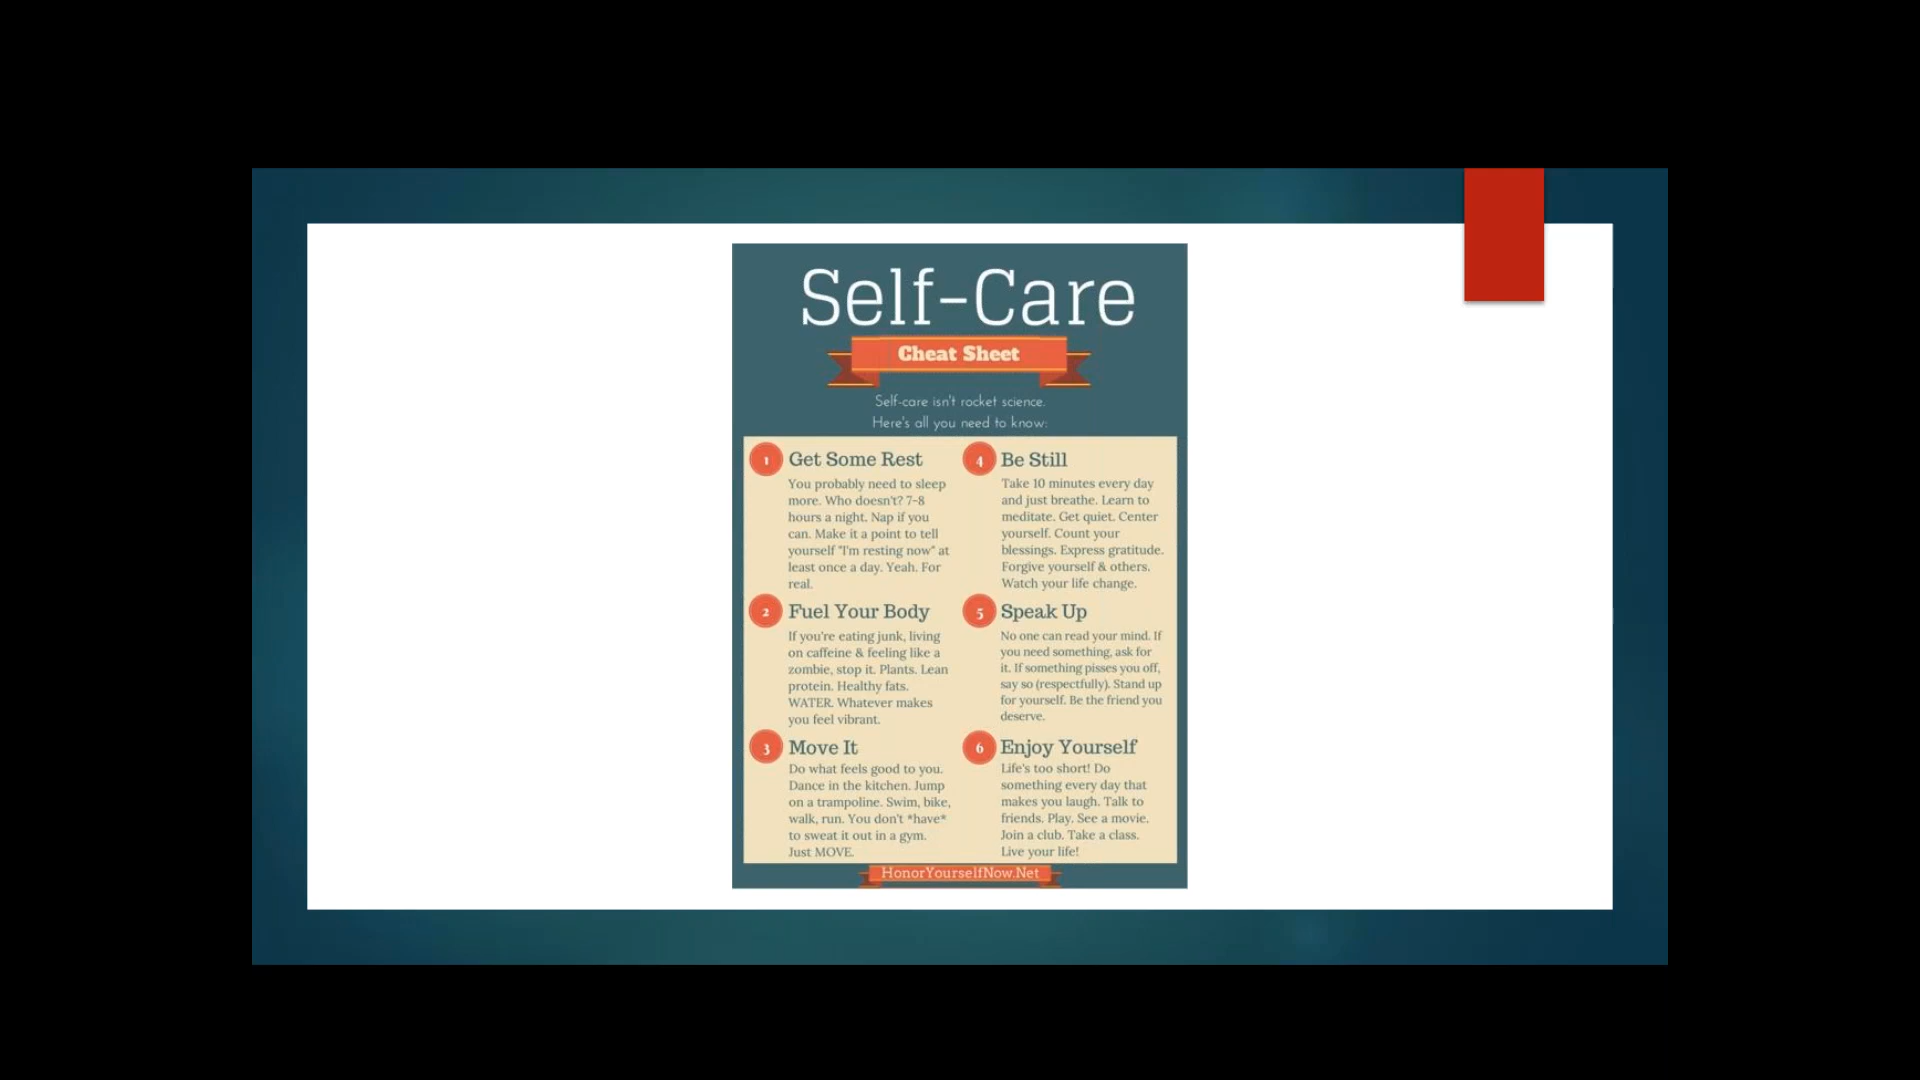 Self-Care
Cheat Sheet
Self-care isn't rocket science.
Here's all you need to know:
1 Get Some Rest
You probably need to sleep
more. Who doesn't? 7-8
hours a night. Nap if you
can. Make it a point to tell
yourself "I'm resting now" at
least once a day. Yeah. For
real.
2 Fuel Your Body
If you're eating junk, living
on caffeine & feeling like a
zombie, stop it. Plants. Lean
protein. Healthy fats.
WATER. Whatever makes
you feel vibrant.
3 Move It
Do what feels good to you.
Dance in the kitchen. Jump
on a trampoline. Swim, bike,
walk, run. You don't *have*
to sweat it out in a gym.
Just MOVE.
4 Be Still
Take 10 minutes every day
and just breathe. Learn to
meditate. Get quiet. Center
yourself. Count your
blessings. Express gratitude.
Forgive yourself & others.
Watch your life change.
5 Speak Up
No one can read your mind. If
you need something, ask for
it. If something pisses you off,
say so (respectfully). Stand up
for yourself. Be the friend you
deserve.
6 Enjoy Yourself
Life's too short! Do
something every day that
makes you laugh. Talk to
friends. Play. See a movie.
Join a club. Take a class.
Live your life!
HonorYourselfNow.Net